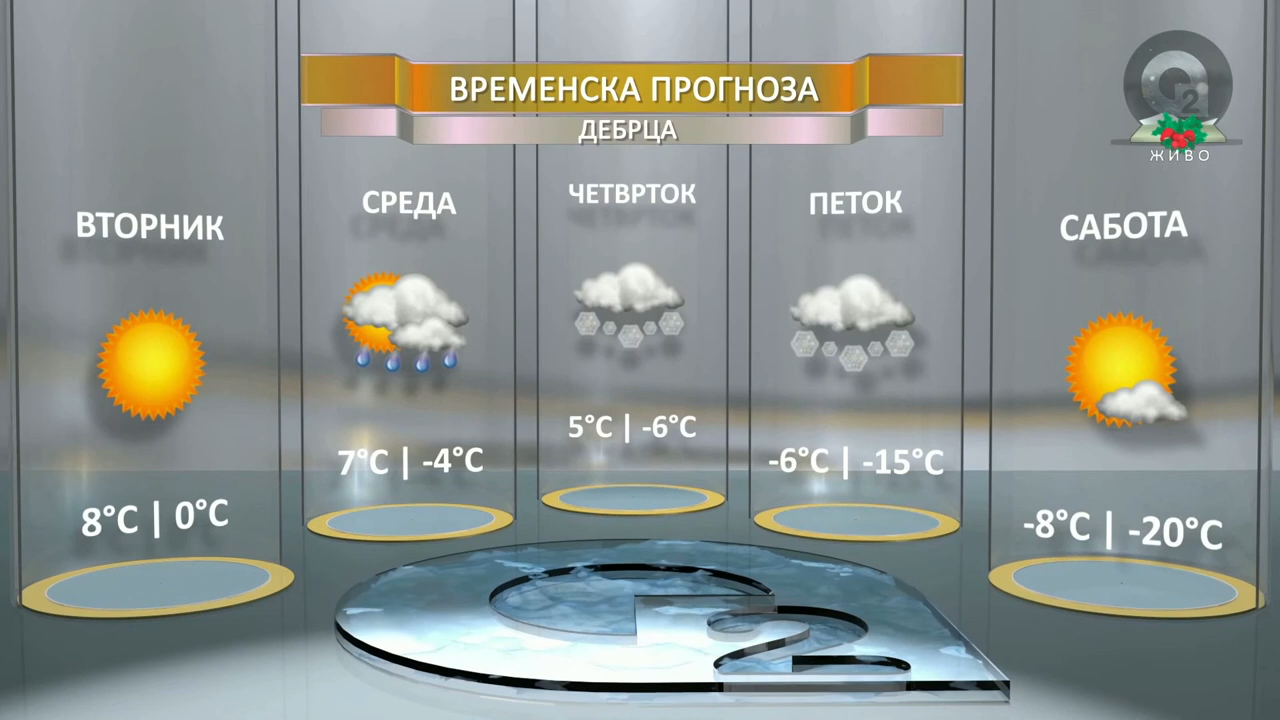 ВРЕМЕНСКА ПРОГНОЗА
ДЕБРЦА
ЖИВО
ВТОРНИК
8°C | 0°C
СРЕДА
7°C | -4°C
ЧЕТВРТОК
5°C | -6°C
ПЕТОК
-6°C | -15°C
САБОТА
-8°C | -20°C
2
2